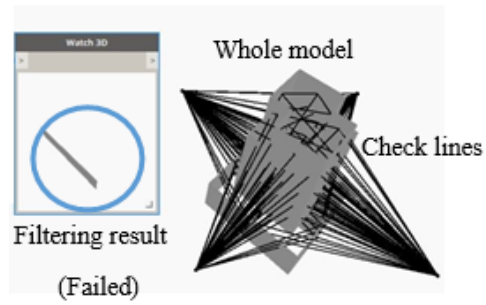 Watch 3D
Whole model
Check lines
Filtering result
(Failed)